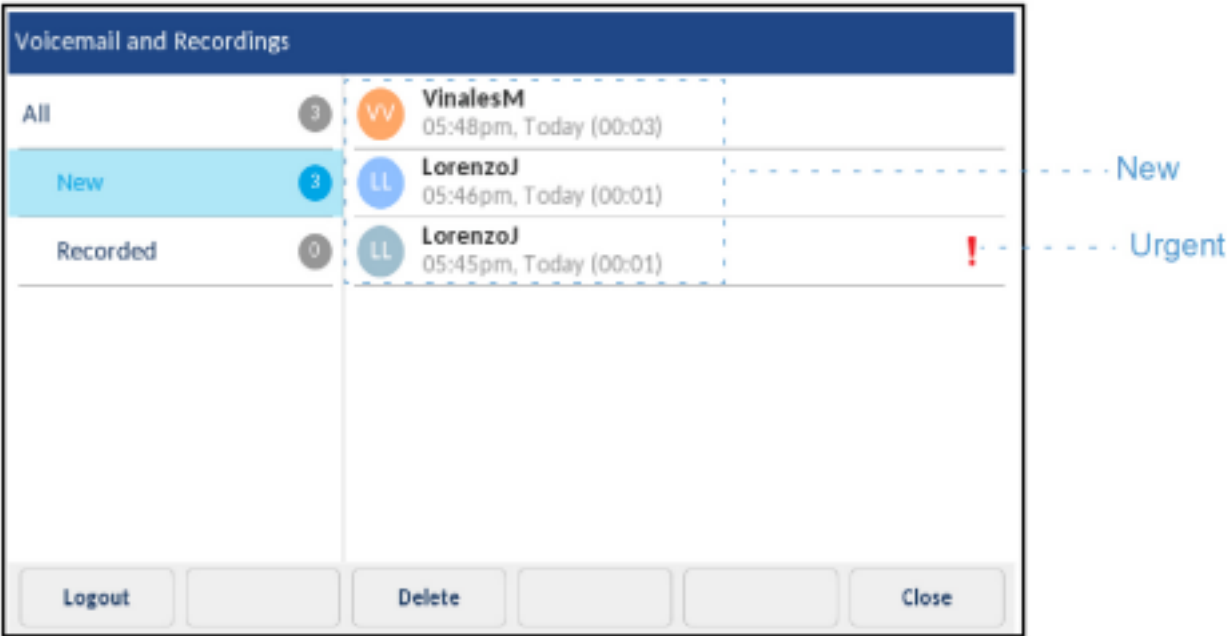 Voicemail and Recordings
All 3
New 3
Recorded 0
VV VinalesM
05:48pm, Today (00:03)
LL LorenzoJ
05:46pm, Today (00:01)
LL LorenzoJ
05:45pm, Today (00:01)
!
New
Urgent
Logout Delete Close